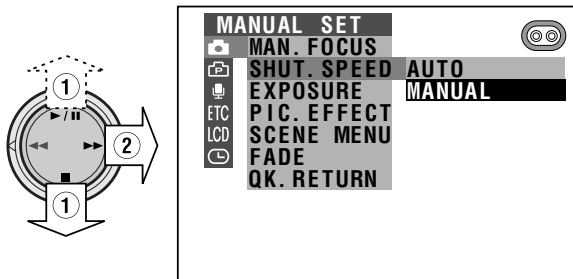 MANUAL SET
MAN. FOCUS
SHUT. SPEED AUTO
EXPOSURE MANUAL
ETC PIC. EFFECT
LCD SCENE MENU
FADE
QK. RETURN
1
2
1
P